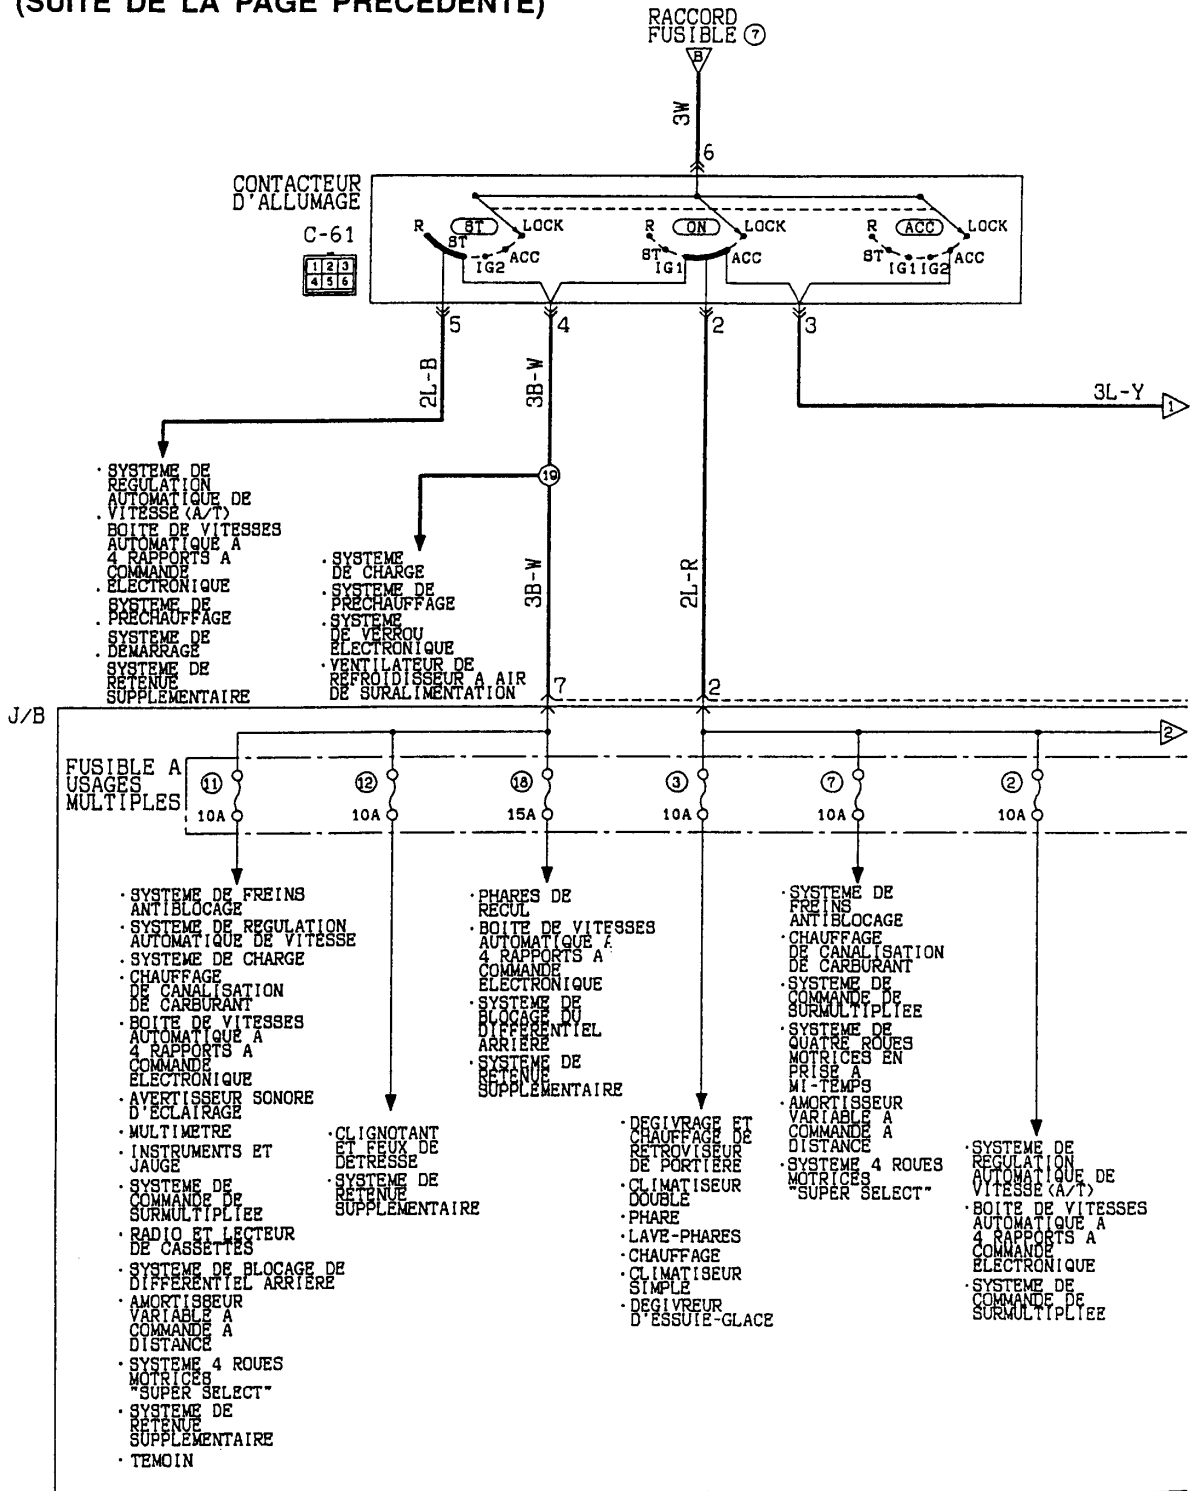 (SUITE DE LA PAGE PRECEDENTE)
RACCORD
FUSIBLE ⑦
B
3W
6
CONTACTEUR
D'ALLUMAGE
C-61
1 2 3
4 5 6
R ST LOCK
ST IG2 ACC
R ON LOCK
ST IG1 ACC
R ACC LOCK
ST IG1 IG2 ACC
5 4 2 3
2L-B
3B-W
3L-Y
1
19
3B-W
2L-R
· SYSTEME DE
REGULATION
AUTOMATIQUE DE
VITESSE (A/T)
· BOITE DE VITESSES
AUTOMATIQUE A
4 RAPPORTS A
COMMANDE
ELECTRONIQUE
· SYSTEME DE
PRECHAUFFAGE
· SYSTEME DE
DEMARRAGE
· SYSTEME DE
RETENUE
SUPPLEMENTAIRE
· SYSTEME
DE CHARGE
· SYSTEME DE
PRECHAUFFAGE
· SYSTEME
DE VERROU
ELECTRONIQUE
· VENTILATEUR DE
REFROIDISSEUR A AIR
DE SURALIMENTATION
7 2
J/B
2
FUSIBLE A
USAGES
MULTIPLES
⑪ 10A
⑫ 10A
⑱ 15A
③ 10A
⑦ 10A
② 10A
· SYSTEME DE FREINS
ANTIBLOCAGE
· SYSTEME DE REGULATION
AUTOMATIQUE DE VITESSE
· SYSTEME DE CHARGE
· CHAUFFAGE
DE CANALISATION
DE CARBURANT
· BOITE DE VITESSES
AUTOMATIQUE A
4 RAPPORTS A
COMMANDE
ELECTRONIQUE
· AVERTISSEUR SONORE
D'ECLAIRAGE
· MULTIMETRE
· INSTRUMENTS ET
JAUGE
· SYSTEME DE
COMMANDE DE
SURMULTIPLIEE
· RADIO ET LECTEUR
DE CASSETTES
· SYSTEME DE BLOCAGE DE
DIFFERENTIEL ARRIERE
· AMORTISSEUR
VARIABLE A
COMMANDE A
DISTANCE
· SYSTEME 4 ROUES
MOTRICES
"SUPER SELECT"
· SYSTEME DE
RETENUE
SUPPLEMENTAIRE
· TEMOIN
· CLIGNOTANT
ET FEUX DE
DETRESSE
· SYSTEME DE
RETENUE
SUPPLEMENTAIRE
· PHARES DE
RECUL
· BOITE DE VITESSES
AUTOMATIQUE A
4 RAPPORTS A
COMMANDE
ELECTRONIQUE
· SYSTEME DE
BLOCAGE DU
DIFFERENTIEL
ARRIERE
· SYSTEME DE
RETENUE
SUPPLEMENTAIRE
· DEGIVRAGE ET
CHAUFFAGE DE
RETROVISEUR
DE PORTIERE
· CLIMATISEUR
DOUBLE
· PHARE
· LAVE-PHARES
· CHAUFFAGE
· CLIMATISEUR
SIMPLE
· DEGIVREUR
D'ESSUIE-GLACE
· SYSTEME DE
FREINS
ANTIBLOCAGE
· CHAUFFAGE
DE CANALISATION
DE CARBURANT
· SYSTEME DE
COMMANDE DE
SURMULTIPLIEE
· SYSTEME DE
QUATRE ROUES
MOTRICES EN
PRISE A
MI-TEMPS
· AMORTISSEUR
VARIABLE A
COMMANDE A
DISTANCE
· SYSTEME 4 ROUES
MOTRICES
"SUPER SELECT"
· SYSTEME DE
REGULATION
AUTOMATIQUE DE
VITESSE (A/T)
· BOITE DE VITESSES
AUTOMATIQUE A
4 RAPPORTS A
COMMANDE
ELECTRONIQUE
· SYSTEME DE
COMMANDE DE
SURMULTIPLIEE